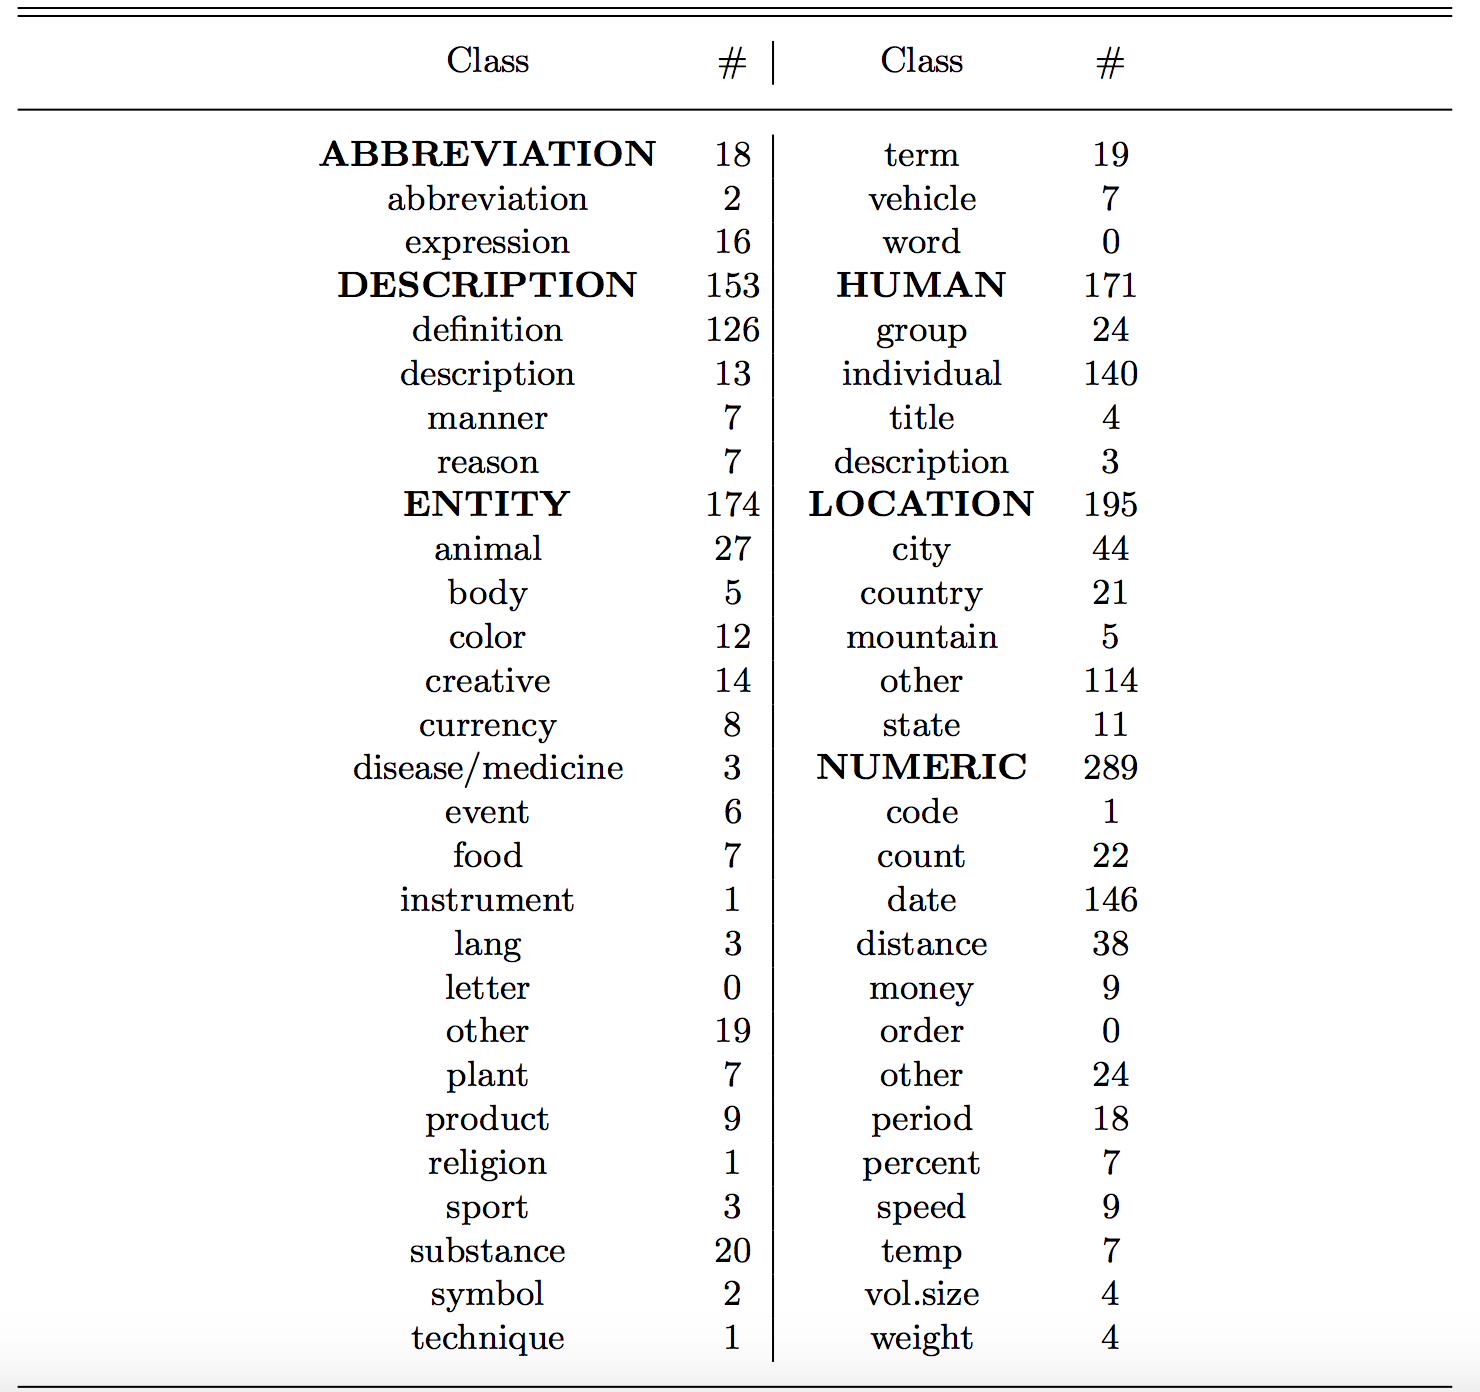 Class # Class #
ABBREVIATION 18 term 19
abbreviation 2 vehicle 7
expression 16 word 0
DESCRIPTION 153 HUMAN 171
definition 126 group 24
description 13 individual 140
manner 7 title 4
reason 7 description 3
ENTITY 174 LOCATION 195
animal 27 city 44
body 5 country 21
color 12 mountain 5
creative 14 other 114
currency 8 state 11
disease/medicine 3 NUMERIC 289
event 6 code 1
food 7 count 22
instrument 1 date 146
lang 3 distance 38
letter 0 money 9
other 19 order 0
plant 7 other 24
product 9 period 18
religion 1 percent 7
sport 3 speed 9
substance 20 temp 7
symbol 2 vol.size 4
technique 1 weight 4